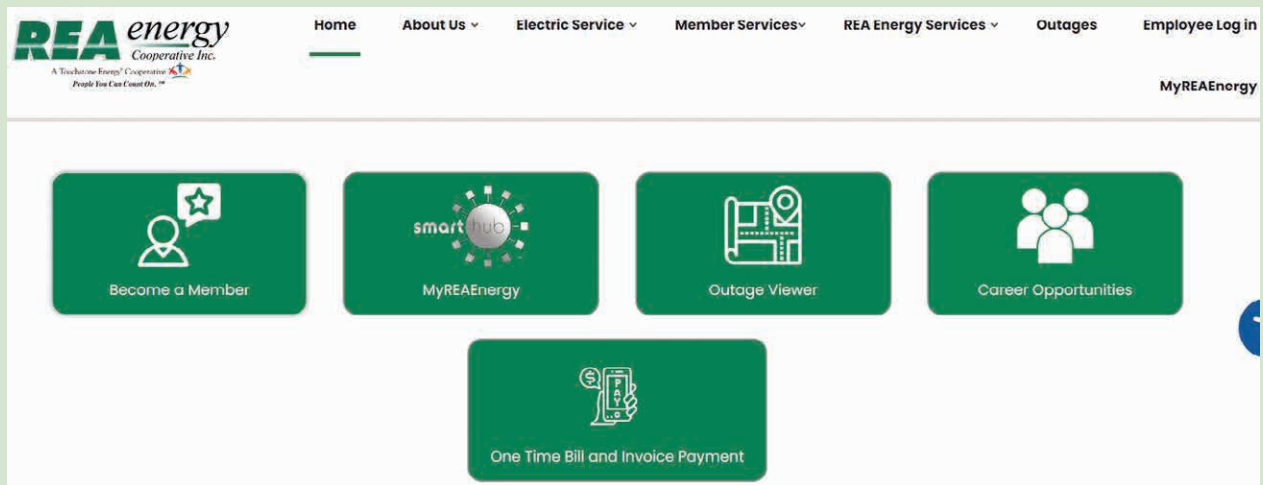 REA energy
Cooperative Inc.
A Touchstone Energy® Cooperative
People You Can Count On. ℠
Home About Us Electric Service Member Services REA Energy Services Outages Employee Log in
MyREAEnergy
smart hub
Become a Member MyREAEnergy Outage Viewer Career Opportunities
$ PAY
One Time Bill and Invoice Payment